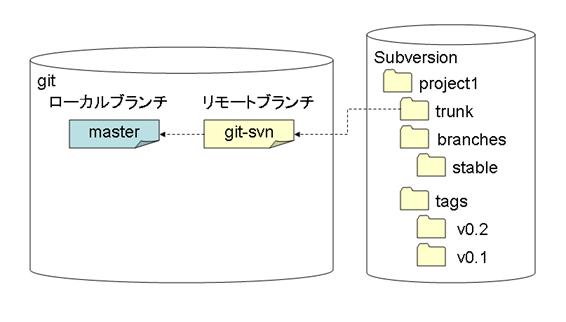 git
ローカルブランチ
リモートブランチ
master
git-svn
Subversion
project1
trunk
branches
stable
tags
v0.2
v0.1